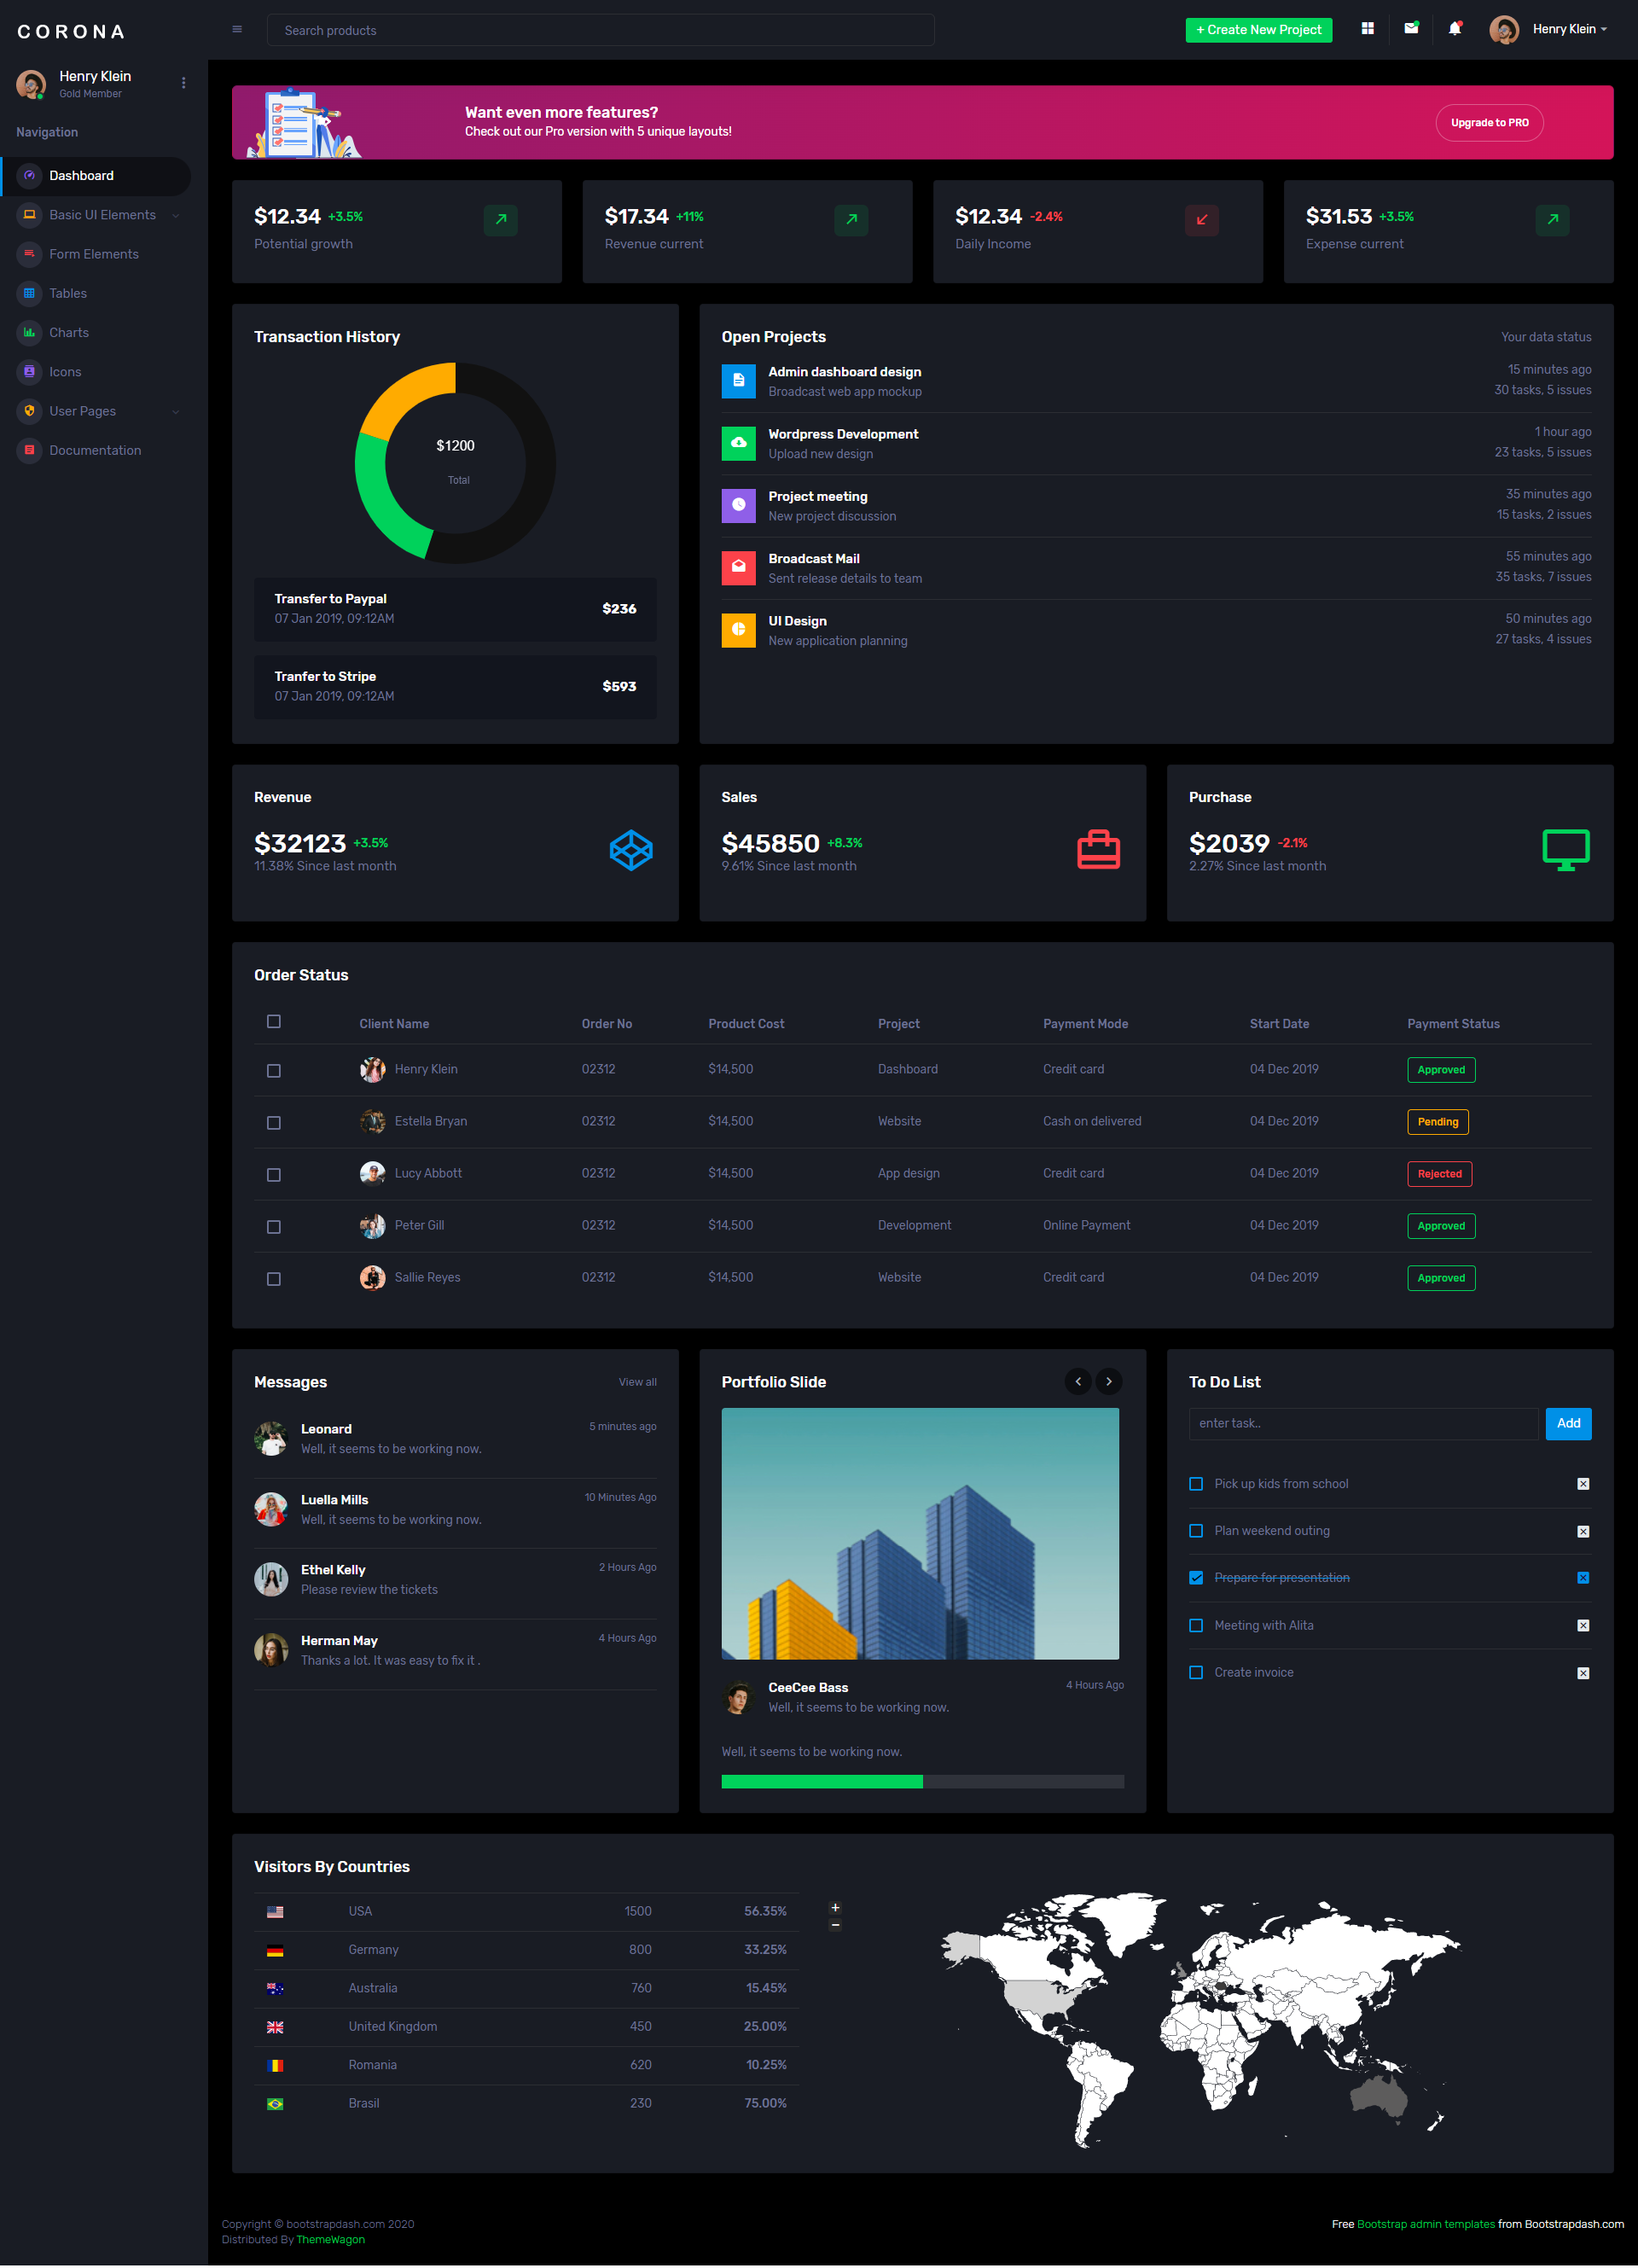 CORONA
Search products
+ Create New Project
Henry Klein
Henry Klein
Gold Member
Navigation
Dashboard
Basic UI Elements
Form Elements
Tables
Charts
Icons
User Pages
Documentation
Want even more features?
Check out our Pro version with 5 unique layouts!
Upgrade to PRO
$12.34 +3.5%
Potential growth
$17.34 +11%
Revenue current
$12.34 -2.4%
Daily Income
$31.53 +3.5%
Expense current
Transaction History
$1200
Total
Transfer to Paypal
07 Jan 2019, 09:12AM
$236
Tranfer to Stripe
07 Jan 2019, 09:12AM
$593
Open Projects
Your data status
Admin dashboard design
Broadcast web app mockup
15 minutes ago
30 tasks, 5 issues
Wordpress Development
Upload new design
1 hour ago
23 tasks, 5 issues
Project meeting
New project discussion
35 minutes ago
15 tasks, 2 issues
Broadcast Mail
Sent release details to team
55 minutes ago
35 tasks, 7 issues
UI Design
New application planning
50 minutes ago
27 tasks, 4 issues
Revenue
$32123 +3.5%
11.38% Since last month
Sales
$45850 +8.3%
9.61% Since last month
Purchase
$2039 -2.1%
2.27% Since last month
Order Status
Client Name Order No Product Cost Project Payment Mode Start Date Payment Status
Henry Klein 02312 $14,500 Dashboard Credit card 04 Dec 2019 Approved
Estella Bryan 02312 $14,500 Website Cash on delivered 04 Dec 2019 Pending
Lucy Abbott 02312 $14,500 App design Credit card 04 Dec 2019 Rejected
Peter Gill 02312 $14,500 Development Online Payment 04 Dec 2019 Approved
Sallie Reyes 02312 $14,500 Website Credit card 04 Dec 2019 Approved
Messages
View all
Leonard
5 minutes ago
Well, it seems to be working now.
Luella Mills
10 Minutes Ago
Well, it seems to be working now.
Ethel Kelly
2 Hours Ago
Please review the tickets
Herman May
4 Hours Ago
Thanks a lot. It was easy to fix it .
Portfolio Slide
CeeCee Bass
4 Hours Ago
Well, it seems to be working now.
Well, it seems to be working now.
To Do List
enter task..
Add
Pick up kids from school
Plan weekend outing
Prepare for presentation
Meeting with Alita
Create invoice
Visitors By Countries
USA 1500 56.35%
Germany 800 33.25%
Australia 760 15.45%
United Kingdom 450 25.00%
Romania 620 10.25%
Brasil 230 75.00%
+
−
Copyright © bootstrapdash.com 2020
Distributed By ThemeWagon
Free Bootstrap admin templates from Bootstrapdash.com